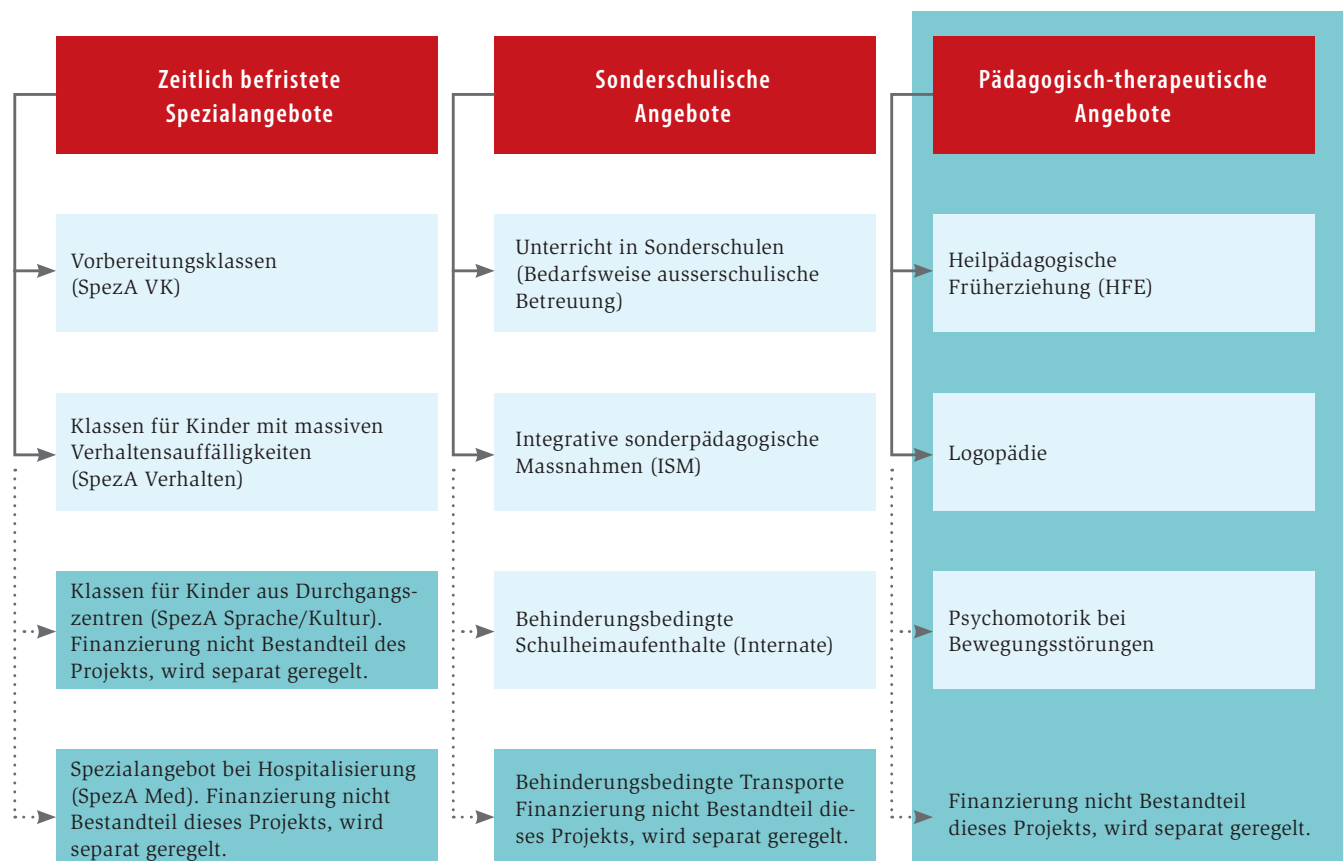 Zeitlich befristete
Spezialangebote
Vorbereitungsklassen
(SpezA VK)
Klassen für Kinder mit massiven
Verhaltensauffälligkeiten
(SpezA Verhalten)
Klassen für Kinder aus Durchgangs-
zentren (SpezA Sprache/Kultur).
Finanzierung nicht Bestandteil des
Projekts, wird separat geregelt.
Spezialangebot bei Hospitalisierung
(SpezA Med). Finanzierung nicht
Bestandteil dieses Projekts, wird
separat geregelt.
Sonderschulische
Angebote
Unterricht in Sonderschulen
(Bedarfsweise ausserschulische
Betreuung)
Integrative sonderpädagogische
Massnahmen (ISM)
Behinderungsbedingte
Schulheimaufenthalte (Internate)
Behinderungsbedingte Transporte
Finanzierung nicht Bestandteil die-
ses Projekts, wird separat geregelt.
Pädagogisch-therapeutische
Angebote
Heilpädagogische
Früherziehung (HFE)
Logopädie
Psychomotorik bei
Bewegungsstörungen
Finanzierung nicht Bestandteil
dieses Projekts, wird separat geregelt.